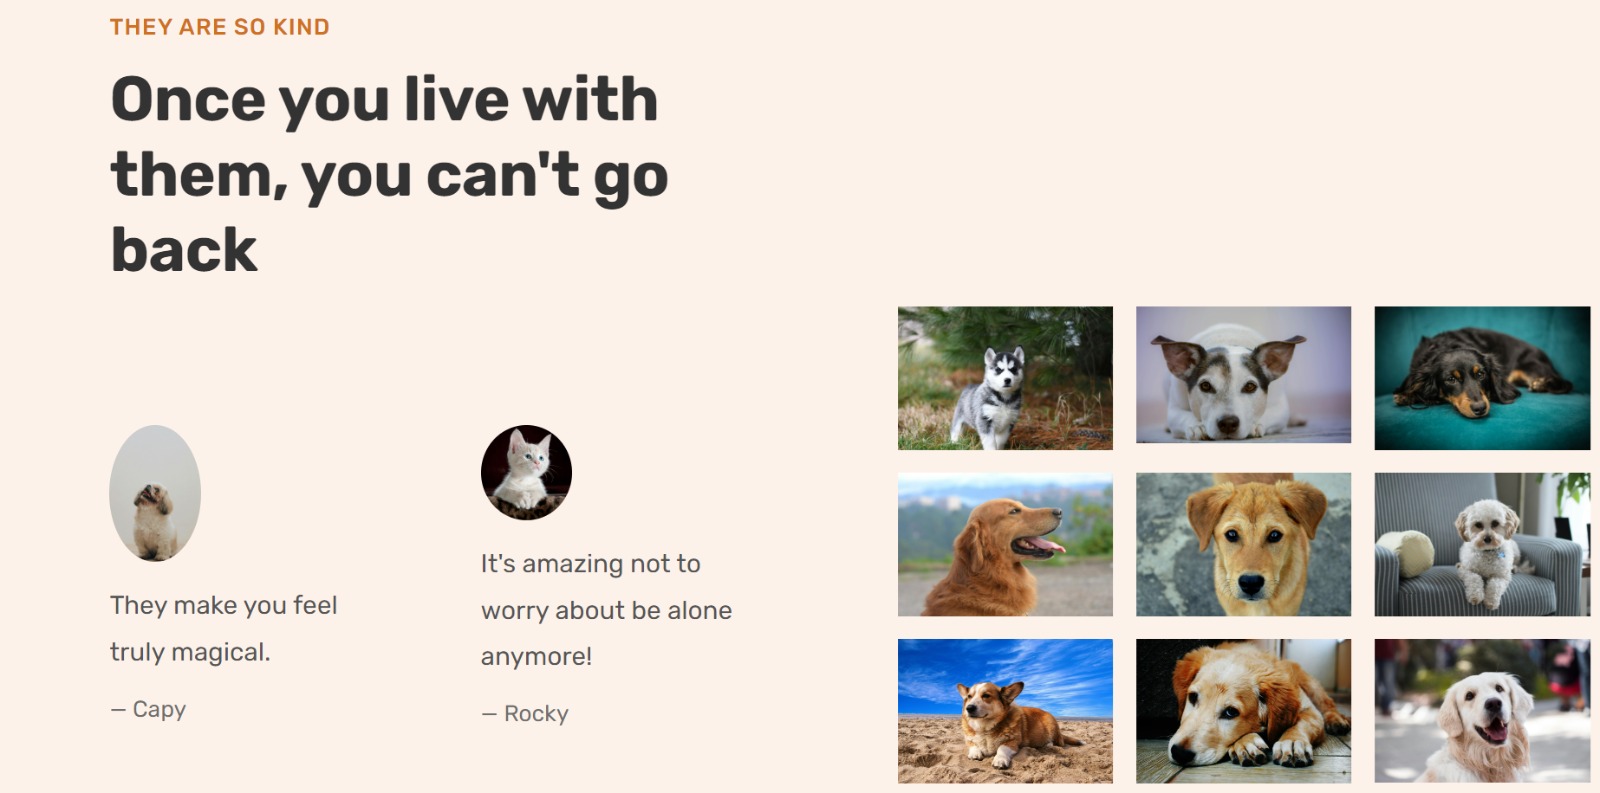 THEY ARE SO KIND
Once you live with
them, you can't go
back
They make you feel
truly magical.
— Capy
It's amazing not to
worry about be alone
anymore!
— Rocky